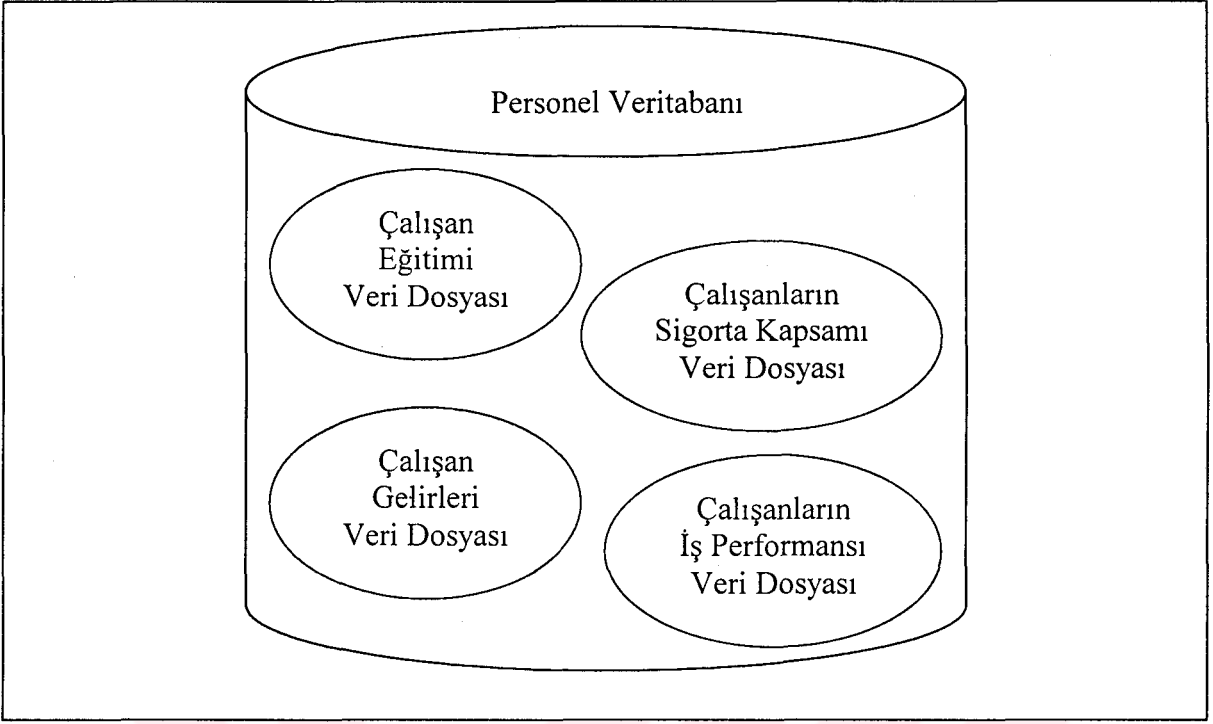 Personel Veritabanı
Çalışan
Eğitimi
Veri Dosyası
Çalışanların
Sigorta Kapsamı
Veri Dosyası
Çalışan
Gelirleri
Veri Dosyası
Çalışanların
İş Performansı
Veri Dosyası